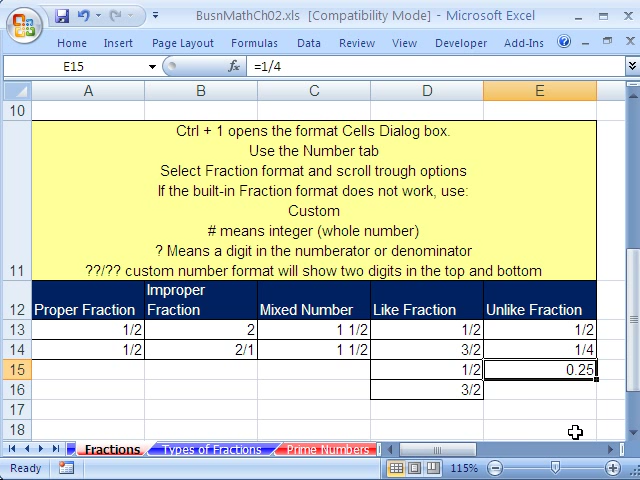 BusnMathCh02.xls [Compatibility Mode] - Microsoft Excel
Home Insert Page Layout Formulas Data Review View Developer Add-Ins
E15 fx =1/4
A B C D E
10
Ctrl + 1 opens the format Cells Dialog box.
Use the Number tab
Select Fraction format and scroll trough options
If the built-in Fraction format does not work, use:
Custom
# means integer (whole number)
? Means a digit in the numberator or denominator
11 ??/?? custom number format will show two digits in the top and bottom
12 Proper Fraction Improper Fraction Mixed Number Like Fraction Unlike Fraction
13 1/2 2 1 1/2 1/2 1/2
14 1/2 2/1 1 1/2 3/2 1/4
15 1/2 0.25
16 3/2
17
18
Fractions Types of Fractions Prime Numbers
Ready 115%